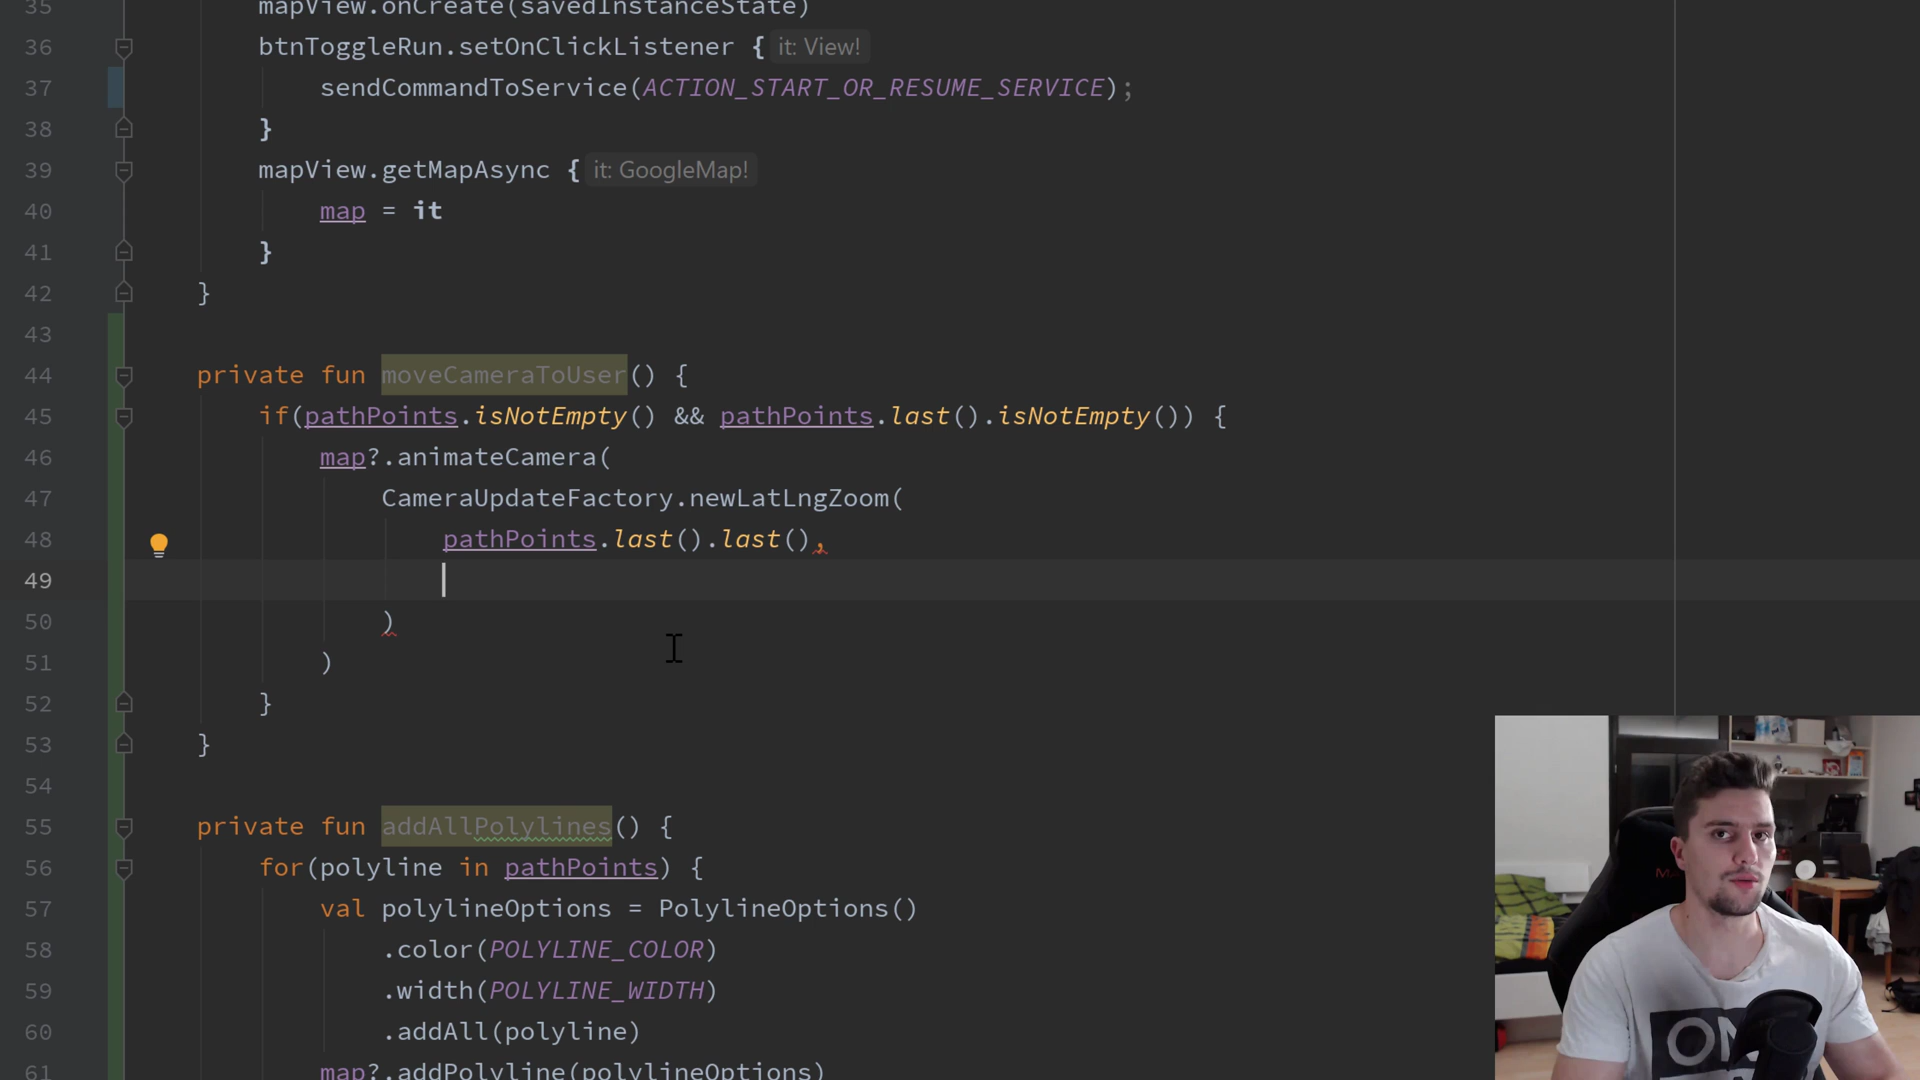 35 mapView.onCreate(savedInstanceState)
36 btnToggleRun.setOnClickListener { it: View!
37 sendCommandToService(ACTION_START_OR_RESUME_SERVICE);
38 }
39 mapView.getMapAsync { it: GoogleMap!
40 map = it
41 }
42 }
43
44 private fun moveCameraToUser() {
45 if(pathPoints.isNotEmpty() && pathPoints.last().isNotEmpty()) {
46 map?.animateCamera(
47 CameraUpdateFactory.newLatLngZoom(
48 pathPoints.last().last(),
49
50 )
51 )
52 }
53 }
54
55 private fun addAllPolylines() {
56 for(polyline in pathPoints) {
57 val polylineOptions = PolylineOptions()
58 .color(POLYLINE_COLOR)
59 .width(POLYLINE_WIDTH)
60 .addAll(polyline)
61 map?.addPolyline(polylineOptions)